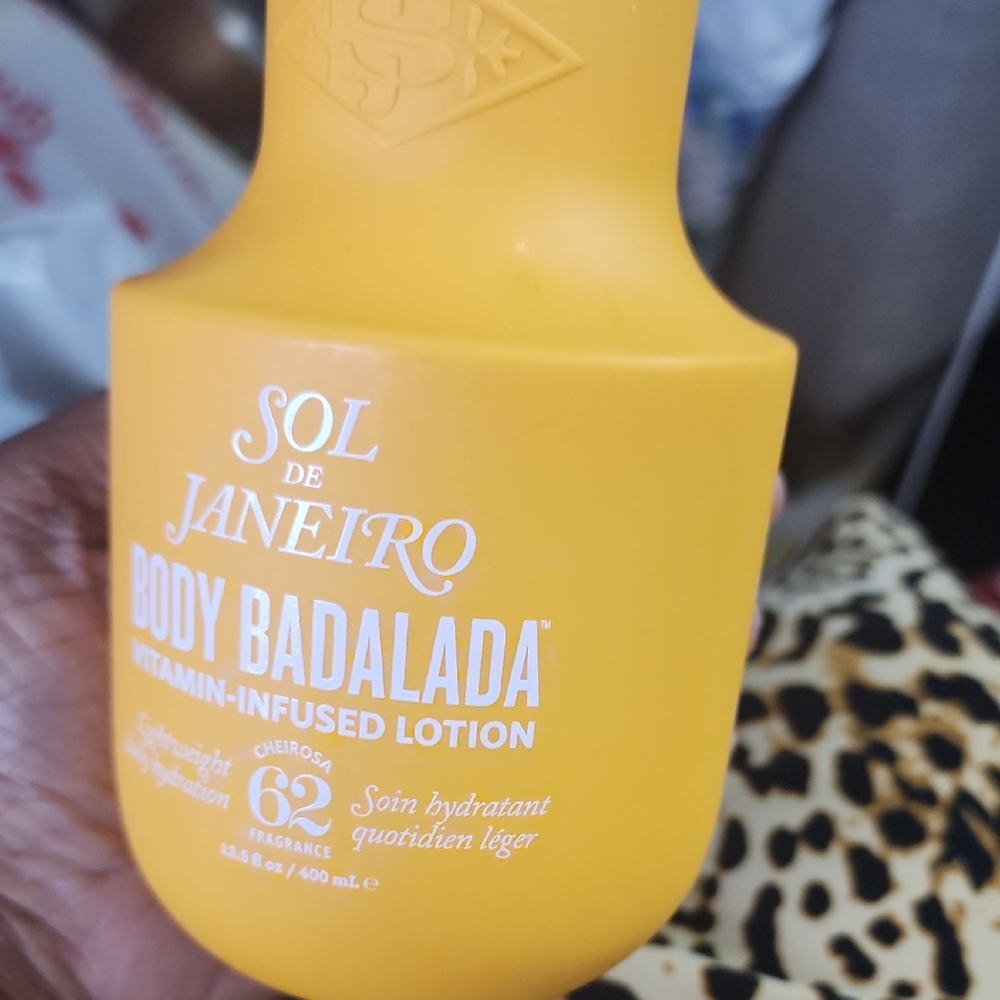 SJ
SOL
DE
JANEIRO
BODY BADALADA™
VITAMIN-INFUSED LOTION
Lightweight
daily hydration
CHEIROSA
62
FRAGRANCE
Soin hydratant
quotidien léger
13.5 fl oz / 400 mL ℮